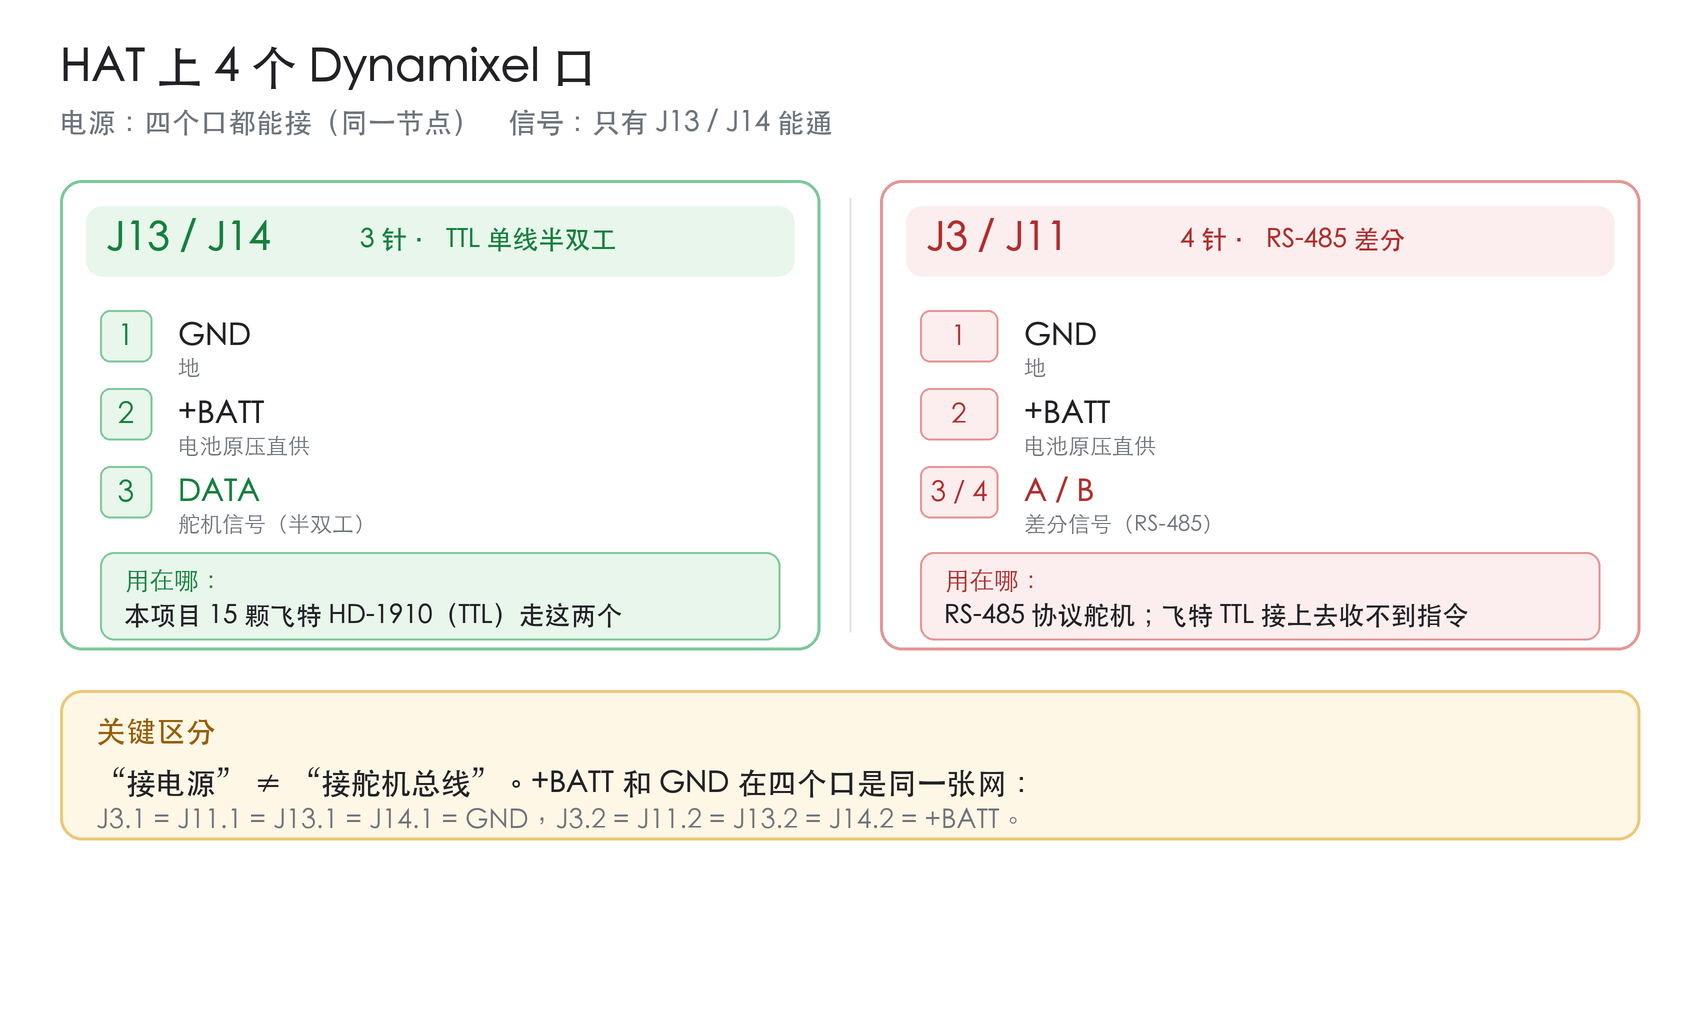 HAT 上 4 个 Dynamixel 口
电源：四个口都能接（同一节点） 信号：只有 J13 / J14 能通
J13 / J14 3 针 · TTL 单线半双工
1 GND
地
2 +BATT
电池原压直供
3 DATA
舵机信号（半双工）
用在哪：
本项目 15 颗飞特 HD-1910（TTL）走这两个
J3 / J11 4 针 · RS-485 差分
1 GND
地
2 +BATT
电池原压直供
3 / 4 A / B
差分信号（RS-485）
用在哪：
RS-485 协议舵机；飞特 TTL 接上去收不到指令
关键区分
“接电源” ≠ “接舵机总线” 。+BATT 和 GND 在四个口是同一张网：
J3.1 = J11.1 = J13.1 = J14.1 = GND，J3.2 = J11.2 = J13.2 = J14.2 = +BATT。